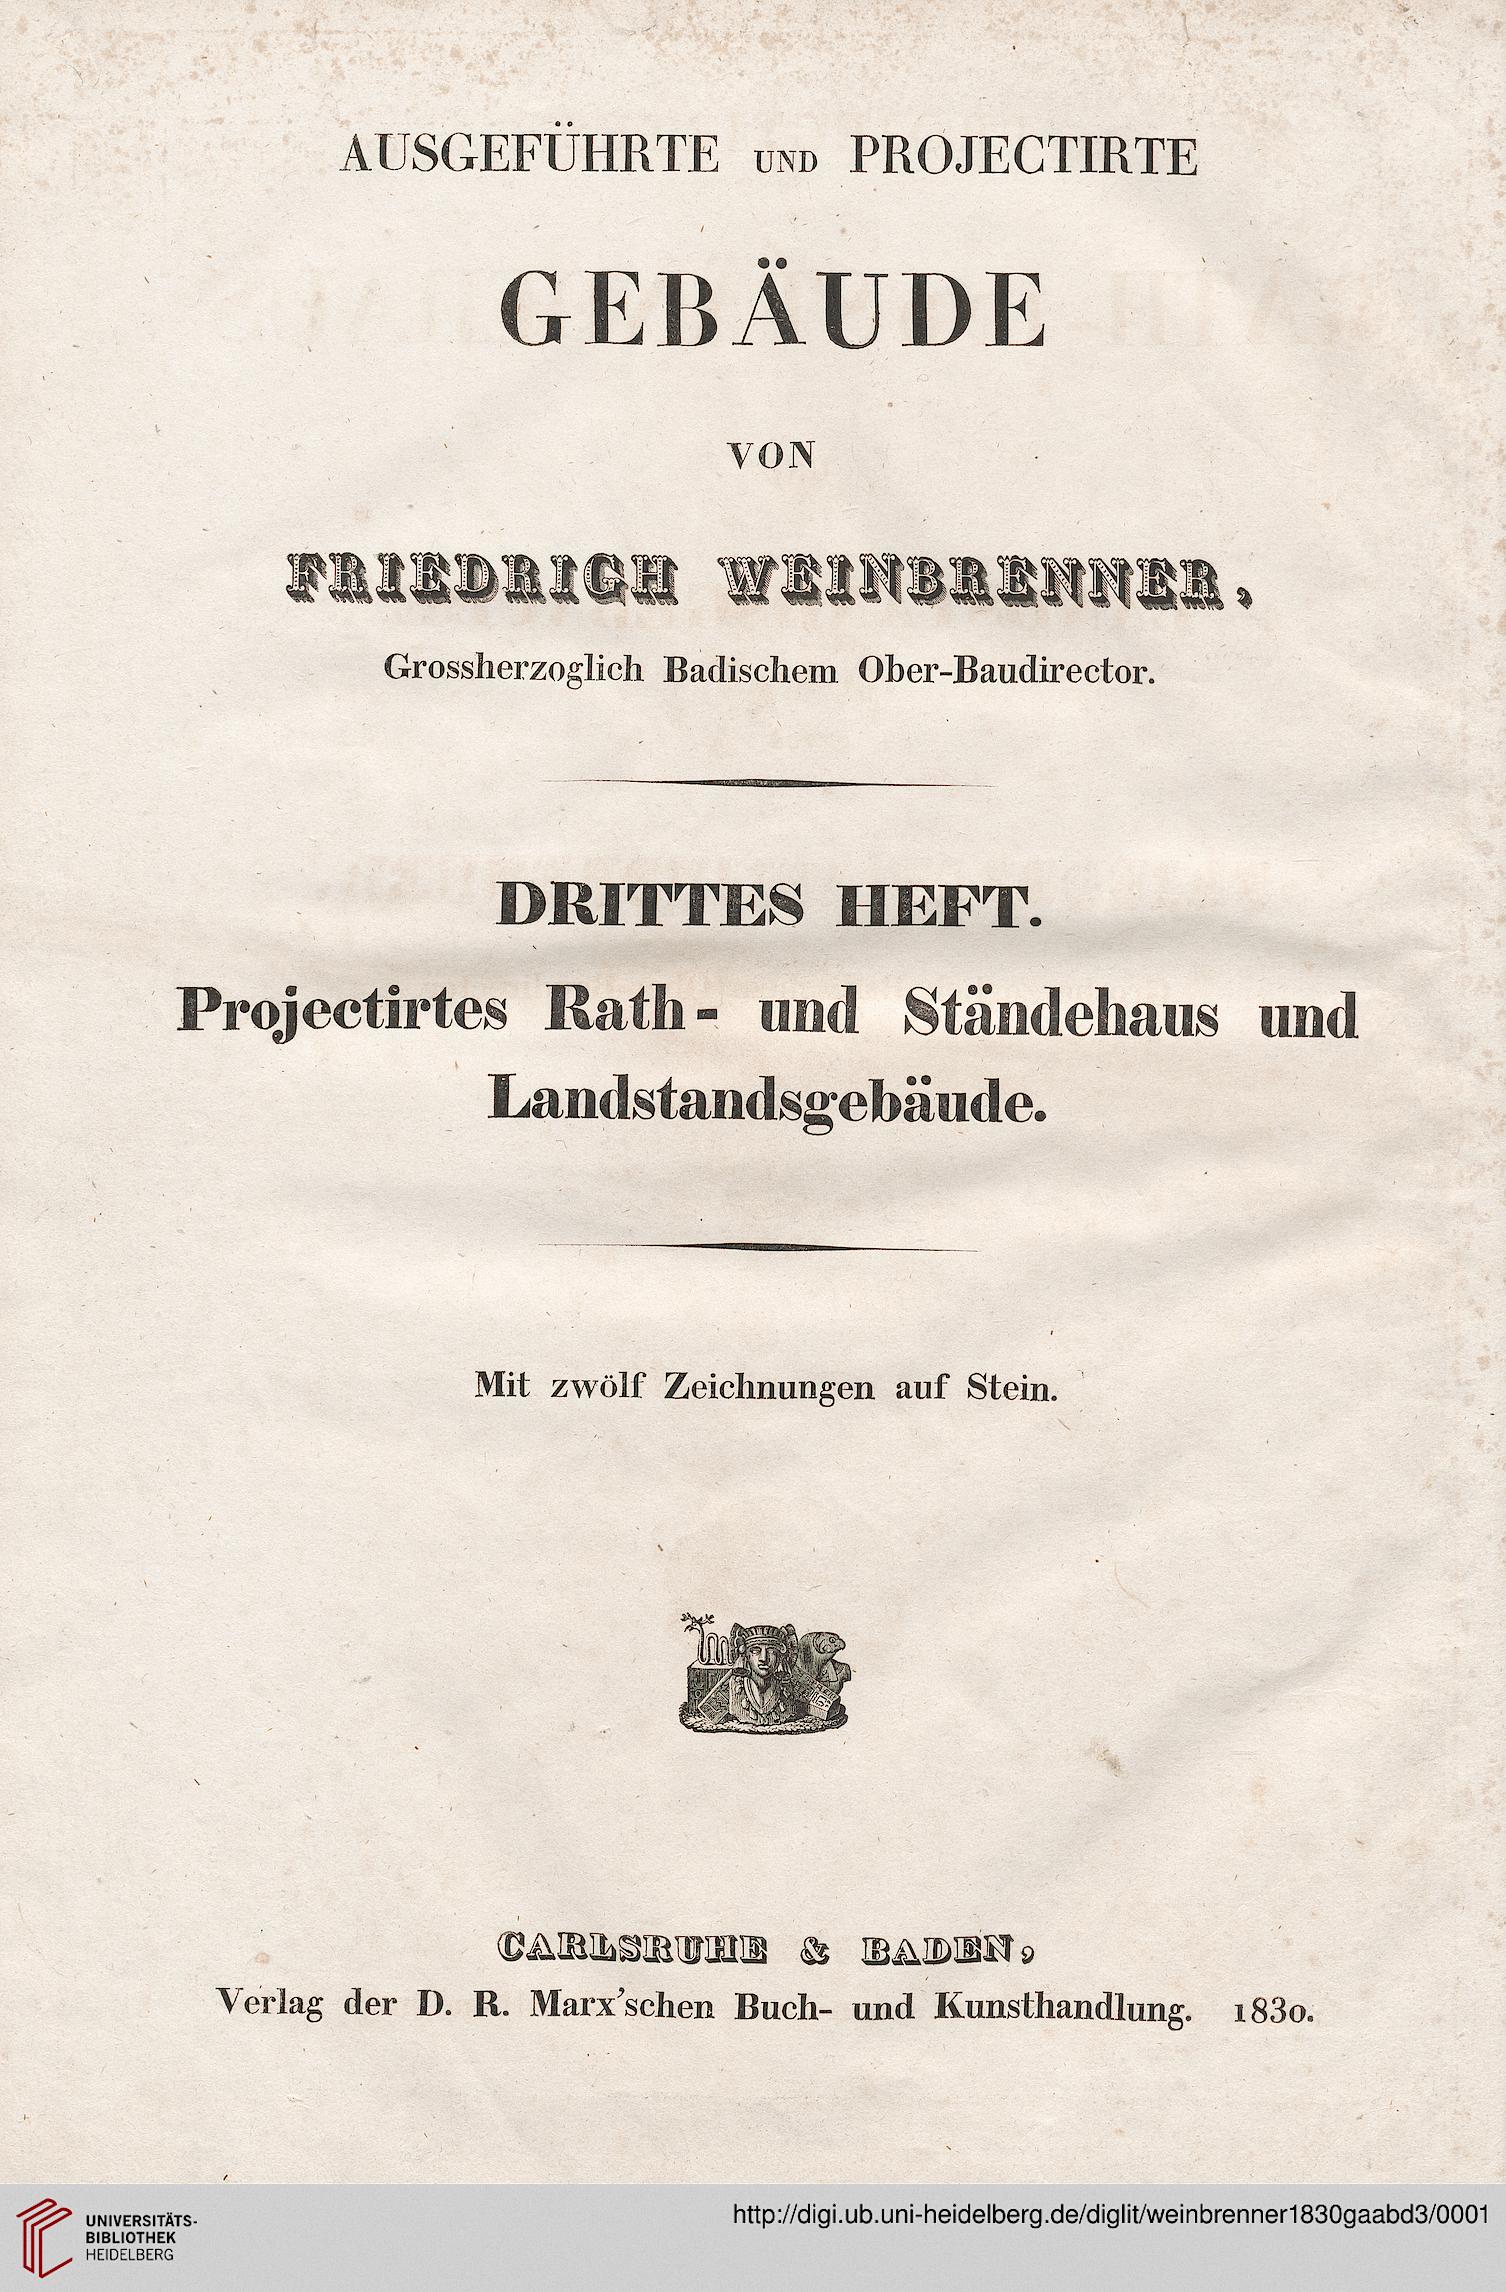 AUSGEFÜHRTE UND PROJECTIRTE
GEBÄUDE
VON
FRIEDRICH WEINBRENNER,
Grossherzoglich Badischem Ober-Baudirector.
DRITTES HEFT.
Projectirtes Rath- und Ständehaus und
Landstandsgebäude.
Mit zwölf Zeichnungen auf Stein.
CARLSRUHE & BADEN,
Verlag der D. R. Marx'schen Buch- und Kunsthandlung. 1830.
UNIVERSITÄTS-
BIBLIOTHEK
HEIDELBERG
http://digi.ub.uni-heidelberg.de/diglit/weinbrenner1830gaabd3/0001